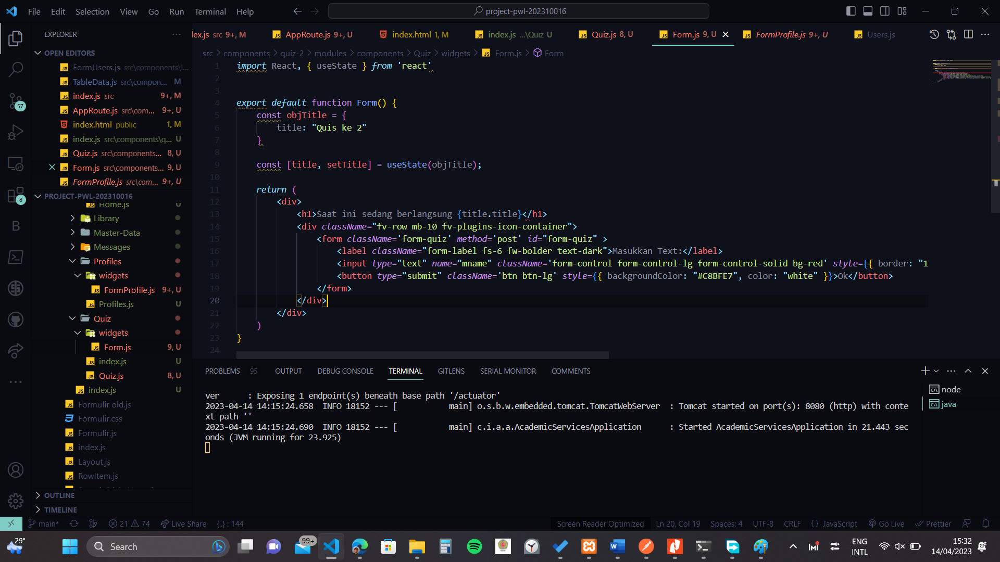 File Edit Selection View Go Run Terminal Help
project-pwl-202310016
EXPLORER
lex.js src 9+, M
AppRoute.js 9+, U
index.html 1, M
index.js ...\Quiz U
Quiz.js 8, U
Form.js 9, U
FormProfile.js 9+, U
Users.js
OPEN EDITORS
FormUsers.js src\components\l...
TableData.js src\compon... M
index.js src 9+, M
AppRoute.js src\com... 9+, U
index.html public 1, M
index.js src\components\q... U
Quiz.js src\components... 8, U
Form.js src\components... 9, U
FormProfile.js src\com... 9+, U
PROJECT-PWL-202310016
Home.js U
Library
Master-Data
Messages
Profiles
widgets
FormProfile.js 9+, U
Profiles.js U
Quiz
widgets
Form.js 9, U
index.js U
Quiz.js 8, U
index.js U
Formulir old.js
Formulir.css
Formulir.js
index.js
Layout.js
RowItem.js
OUTLINE
TIMELINE
57
8
src > components > quiz-2 > modules > components > Quiz > widgets > Form.js > Form
1 import React, { useState } from 'react'
2
3
4 export default function Form() {
5 const objTitle = {
6 title: "Quis ke 2"
7 }
8
9 const [title, setTitle] = useState(objTitle);
10
11 return (
12 <div>
13 <h1>Saat ini sedang berlangsung {title.title}</h1>
14 <div className="fv-row mb-10 fv-plugins-icon-container">
15 <form className='form-quiz' method='post' id="form-quiz" >
16 <label className="form-label fs-6 fw-bolder text-dark">Masukkan Text:</label>
17 <input type="text" name="mname" className='form-control form-control-lg form-control-solid bg-red' style={{ border: "1
18 <button type="submit" className='btn btn-lg' style={{ backgroundColor: "#C8BFE7", color: "white" }}>Ok</button>
19 </form>
20 </div>
21 </div>
22 )
23 }
24
PROBLEMS 95 OUTPUT DEBUG CONSOLE TERMINAL GITLENS SERIAL MONITOR COMMENTS
ver : Exposing 1 endpoint(s) beneath base path '/actuator'
2023-04-14 14:15:24.658 INFO 18152 --- [ main] o.s.b.w.embedded.tomcat.TomcatWebServer : Tomcat started on port(s): 8080 (http) with conte
xt path ''
2023-04-14 14:15:24.690 INFO 18152 --- [ main] c.i.a.a.AcademicServicesApplication : Started AcademicServicesApplication in 21.443 sec
onds (JVM running for 23.925)
node
java
main* 21 74 Live Share {..} : 144
Screen Reader Optimized Ln 20, Col 19 Spaces: 4 UTF-8 CRLF {} JavaScript Go Live Prettier
29°
Search
99+
ENG
INTL
15:32
14/04/2023